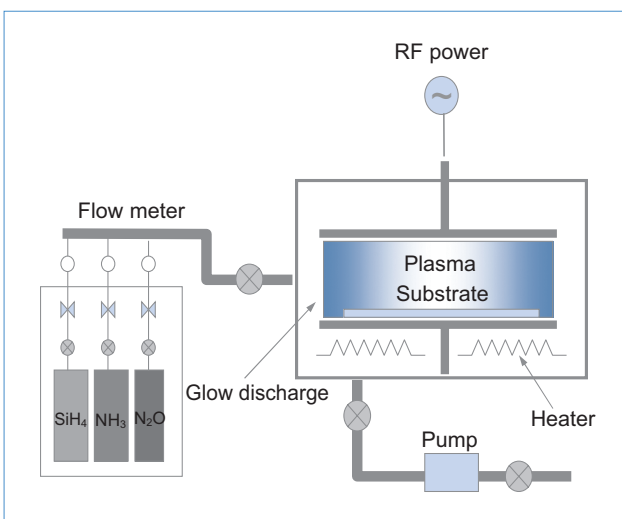 RF power
~
Flow meter
Plasma
Substrate
SiH₄ NH₃ N₂O
Glow discharge
Heater
Pump